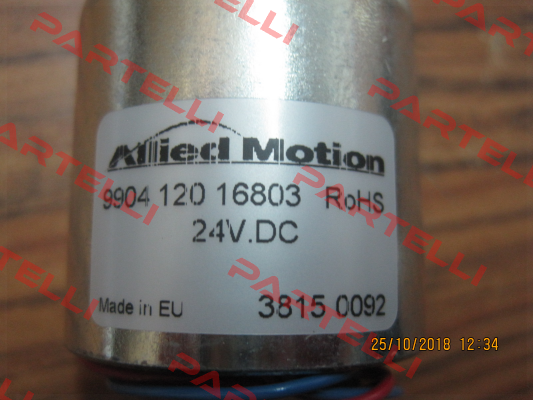 PARTELLI
PARTELLI
Allied Motion
9904 120 16803 RoHS
24V.DC
PARTELLI
PARTELLI
Made in EU 3815 0092
25/10/2018 12:34
PARTELLI